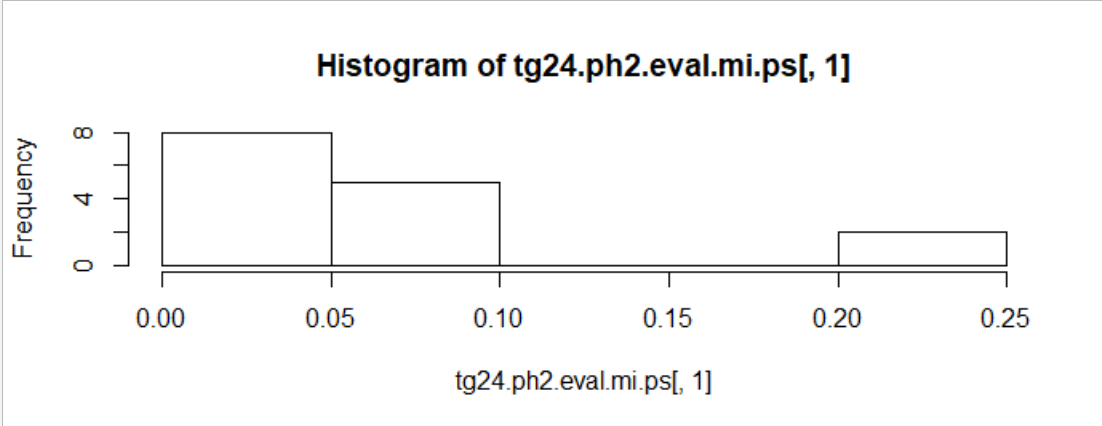 Histogram of tg24.ph2.eval.mi.ps[, 1]
Frequency
8
4
0
0.00 0.05 0.10 0.15 0.20 0.25
tg24.ph2.eval.mi.ps[, 1]